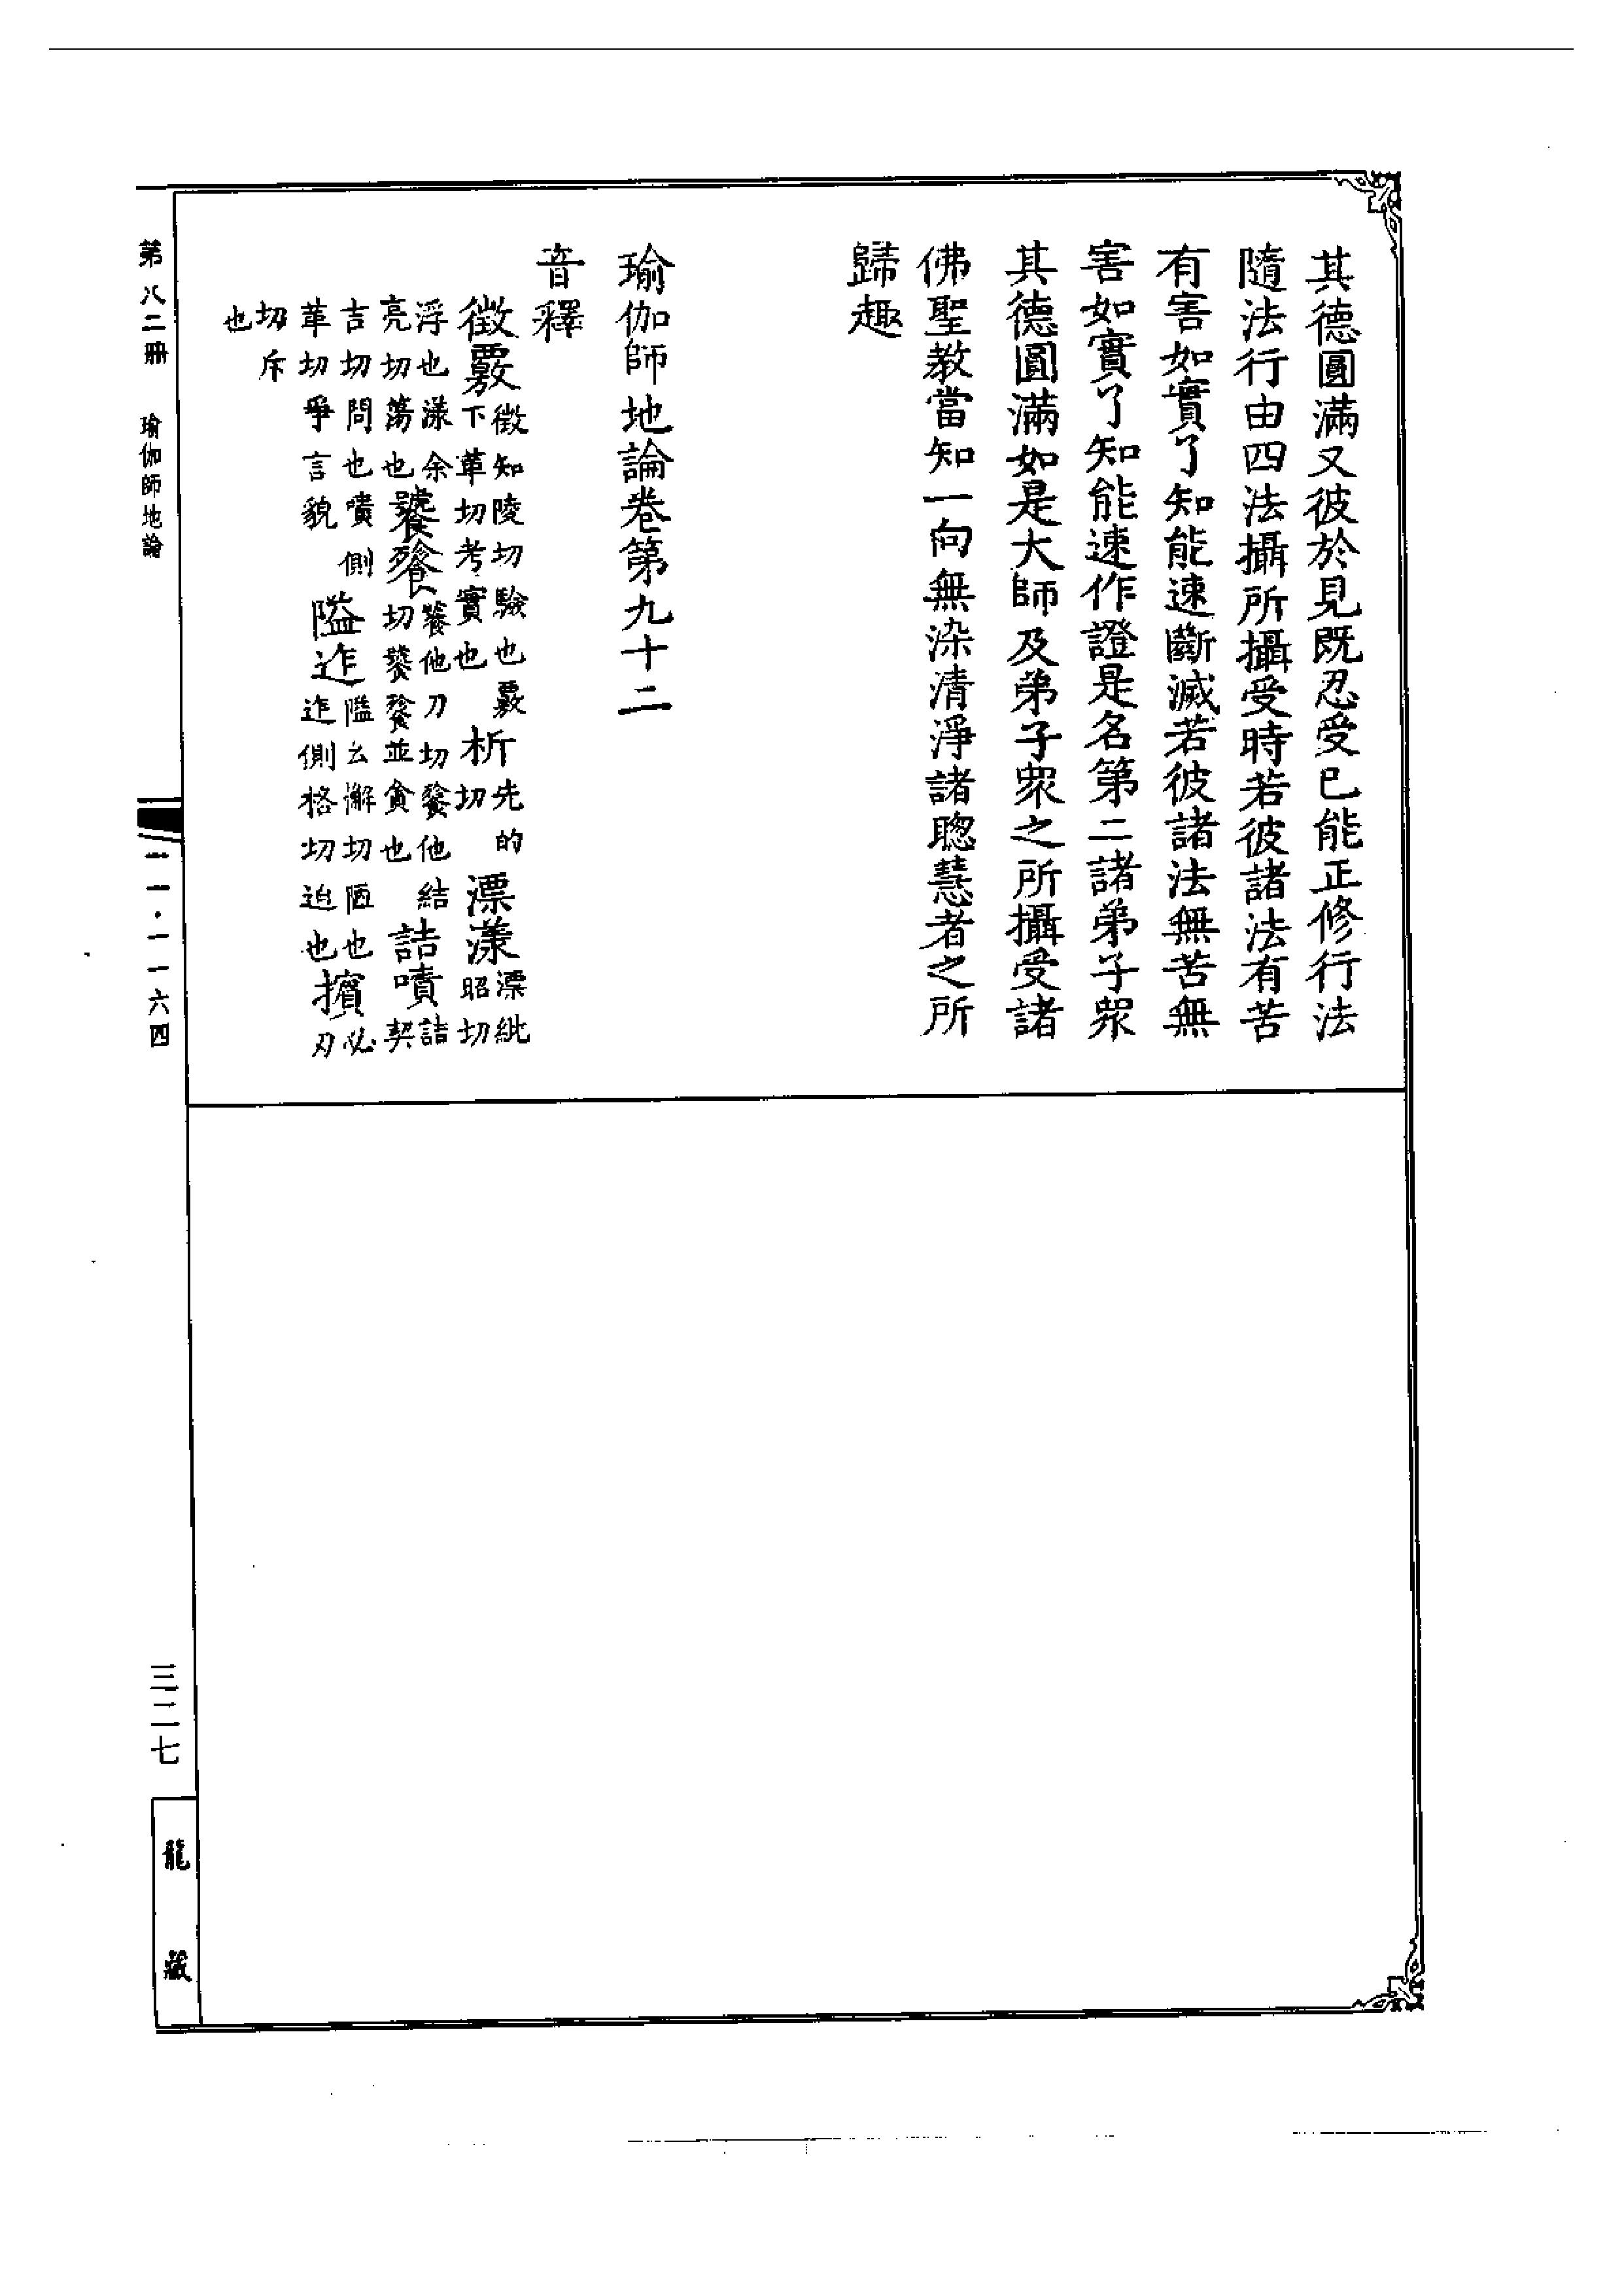 其德圓滿又彼於見既忍受已能正修行法
隨法行由四法攝所攝受時若彼諸法有苦
有害如實了知能速斷滅若彼諸法無苦無
害如實了知能速作證是名第二諸弟子眾
其德圓滿如是大師及弟子眾之所攝受諸
佛聖教當知一向無染清淨諸聰慧者之所
歸趣
瑜伽師地論卷第九十二
音釋
徵覈徵知陵切驗也覈下革切考實也 析先的切 漂漾漂紕昭切
浮也漾余亮切蕩也 饕餮饕他刀切餮他結切饕餮並貪也 詰嘖詰契
吉切問也嘖側革切爭言貌 隘迮隘幺懈切陋也迮側格切迫也 擯必刃
切斥也
第八二冊 瑜伽師地論
一一·一一六四
三二七
龍藏